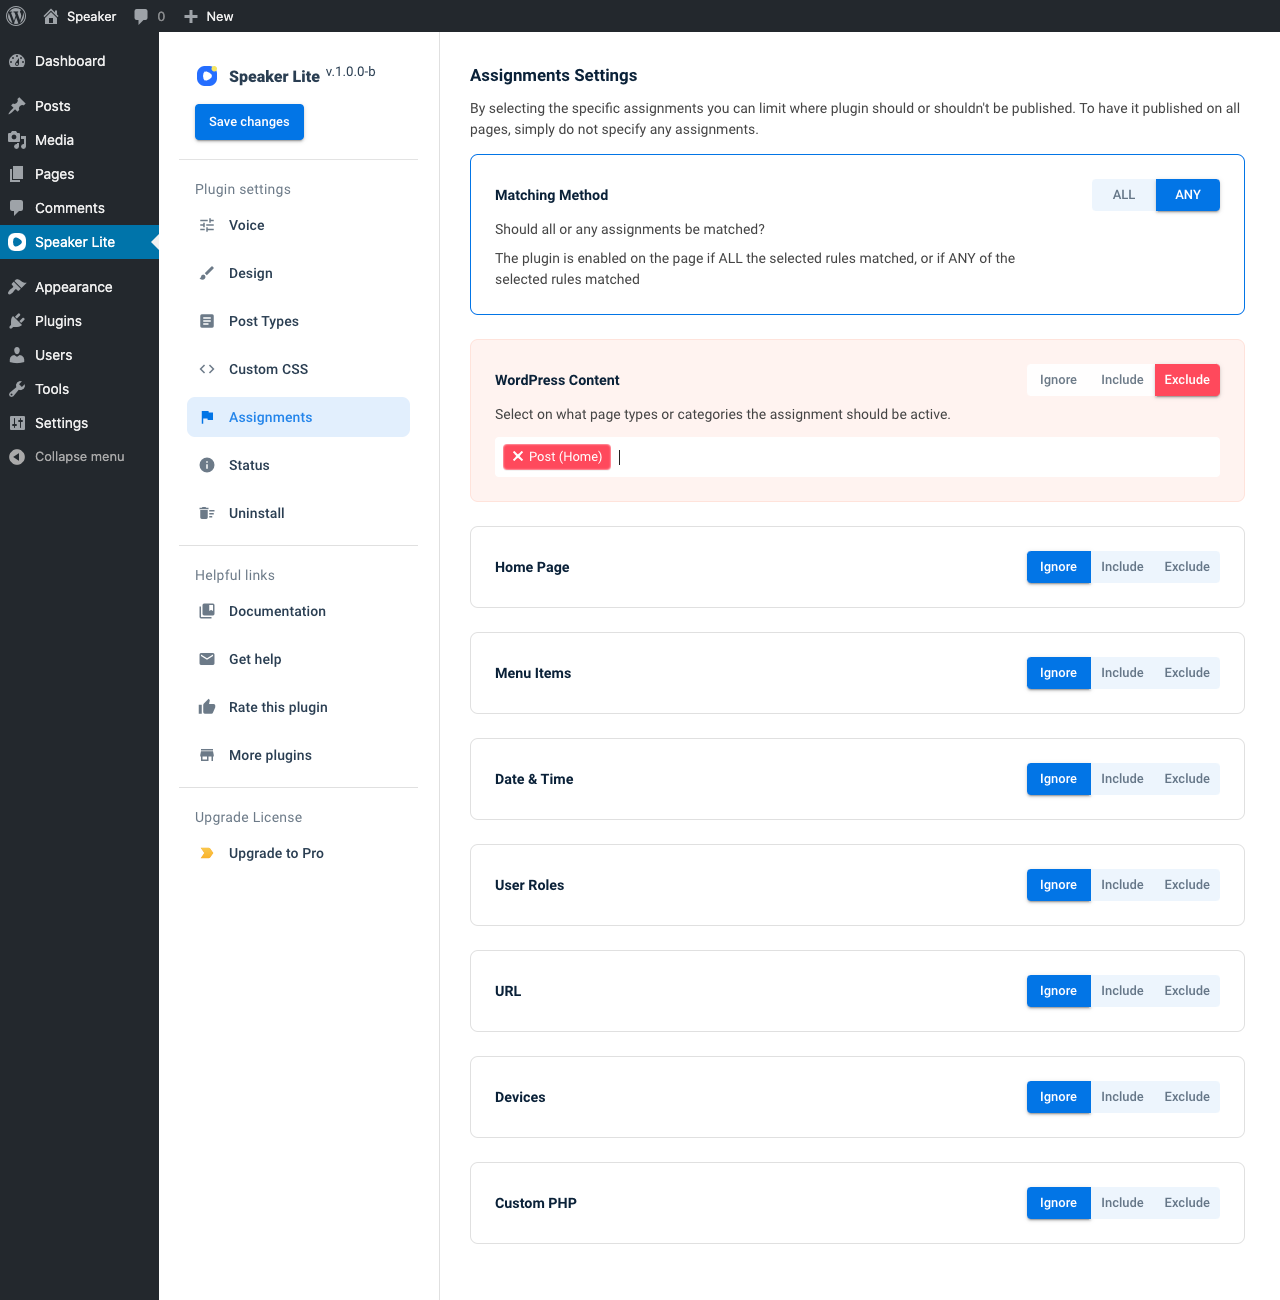 Speaker
0
New
Dashboard
Posts
Media
Pages
Comments
Speaker Lite
Appearance
Plugins
Users
Tools
Settings
Collapse menu
Speaker Lite v.1.0.0-b
Save changes
Plugin settings
Voice
Design
Post Types
Custom CSS
Assignments
Status
Uninstall
Helpful links
Documentation
Get help
Rate this plugin
More plugins
Upgrade License
Upgrade to Pro
Assignments Settings
By selecting the specific assignments you can limit where plugin should or shouldn't be published. To have it published on all
pages, simply do not specify any assignments.
Matching Method
ALL ANY
Should all or any assignments be matched?
The plugin is enabled on the page if ALL the selected rules matched, or if ANY of the
selected rules matched
WordPress Content
Ignore Include Exclude
Select on what page types or categories the assignment should be active.
Post (Home)
Home Page
Ignore Include Exclude
Menu Items
Ignore Include Exclude
Date & Time
Ignore Include Exclude
User Roles
Ignore Include Exclude
URL
Ignore Include Exclude
Devices
Ignore Include Exclude
Custom PHP
Ignore Include Exclude